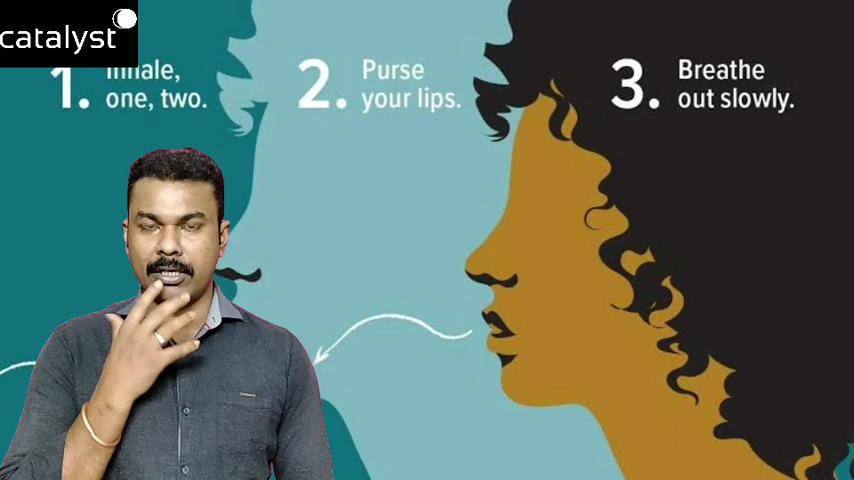 catalyst
1. Inhale,
one, two.
2. Purse
your lips.
3. Breathe
out slowly.